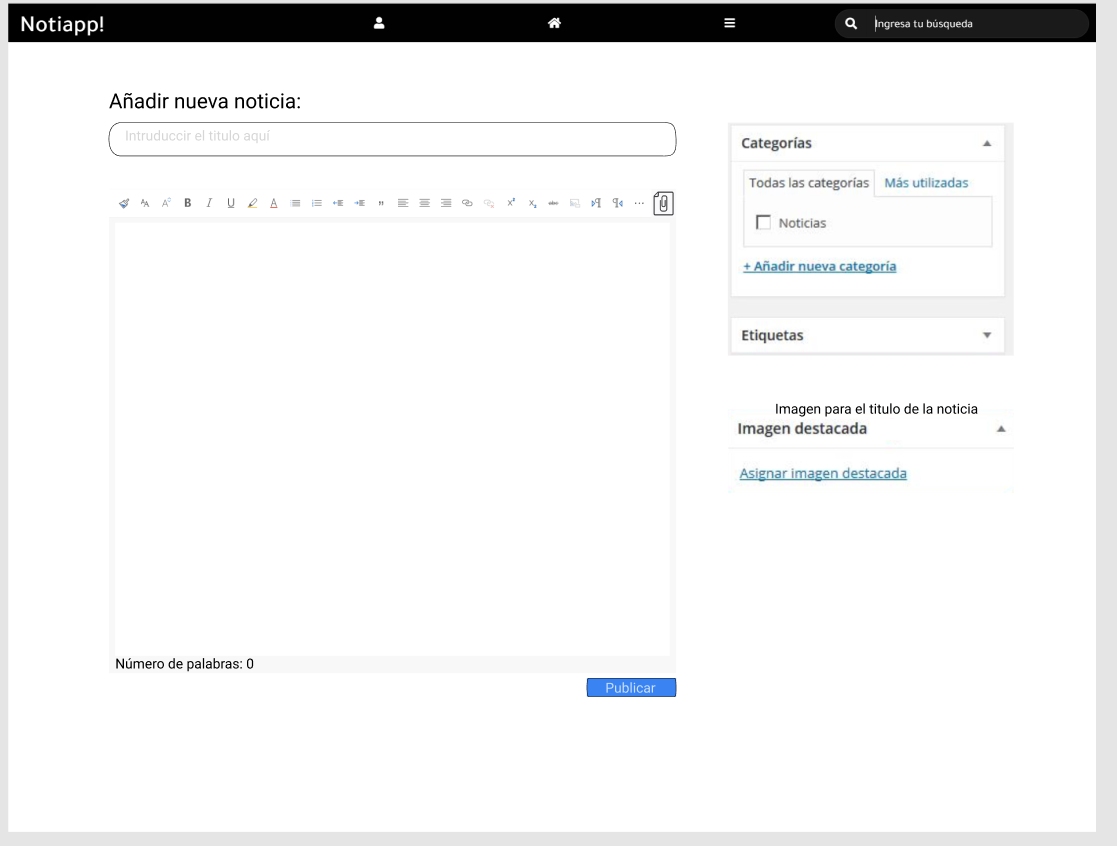 Notiapp!
Ingresa tu búsqueda
Añadir nueva noticia:
Intruduccir el titulo aquí
Número de palabras: 0
Publicar
Categorías
Todas las categorías Más utilizadas
Noticias
+ Añadir nueva categoría
Etiquetas
Imagen para el titulo de la noticia
Imagen destacada
Asignar imagen destacada